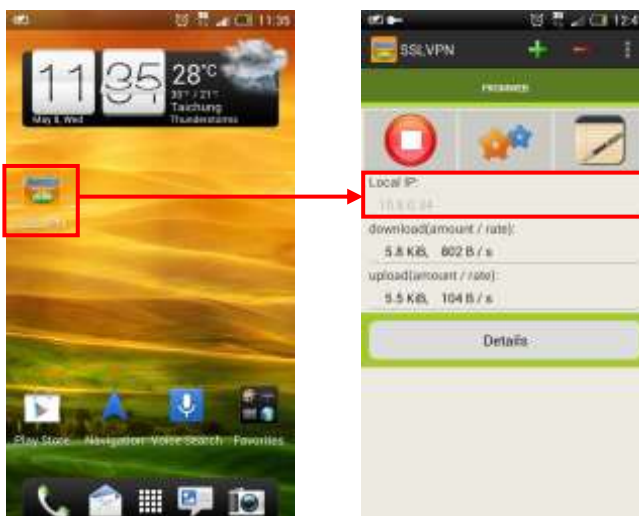 11:35
11 35
28°C
Taichung
May 8, Wed
Thunderstorms
Play Store Navigation Voice Search Favorites
SSLVPN
Local IP:
download(amount / rate):
5.8 KiB, 802 B / s
upload(amount / rate):
5.5 KiB, 104 B / s
Details